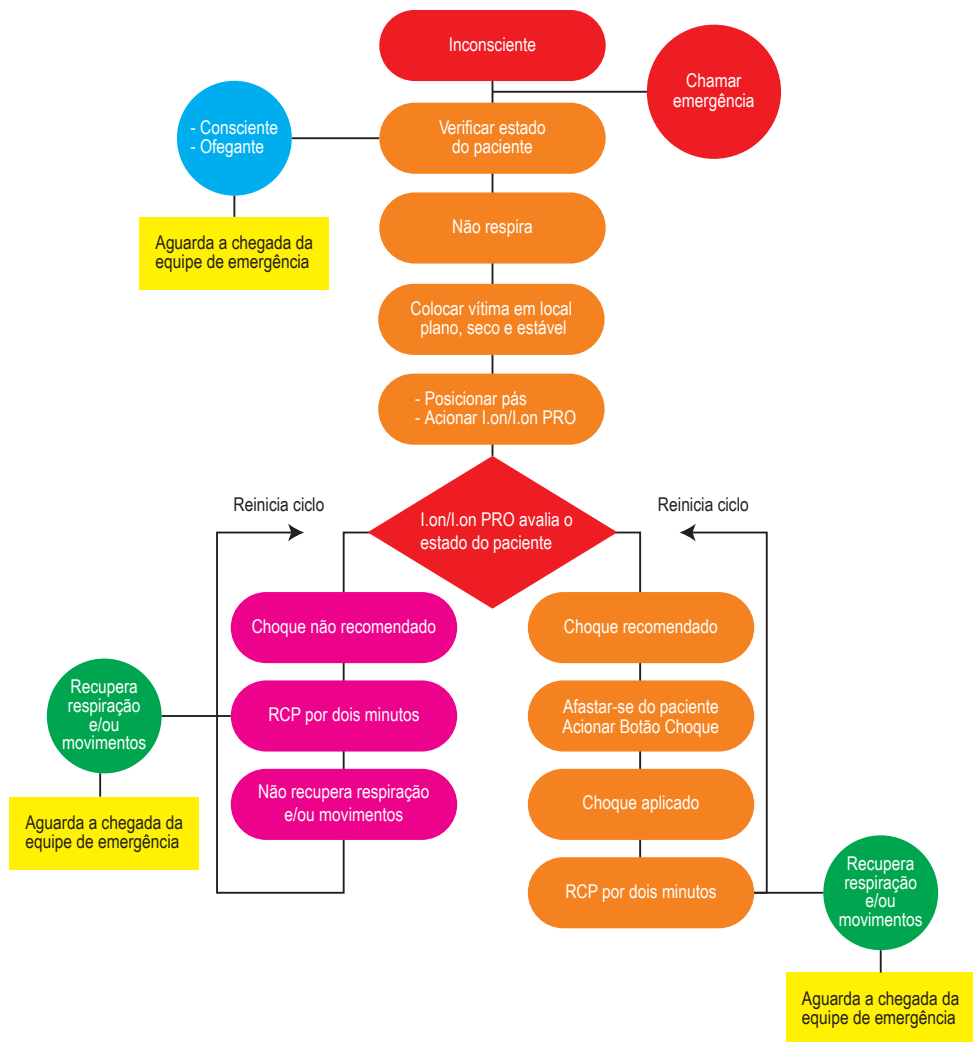 Inconsciente
Chamar
emergência
- Consciente
- Ofegante
Verificar estado
do paciente
Não respira
Aguarda a chegada da
equipe de emergência
Colocar vítima em local
plano, seco e estável
- Posicionar pás
- Acionar I.on/I.on PRO
Reinicia ciclo
I.on/I.on PRO avalia o
estado do paciente
Reinicia ciclo
Choque não recomendado
RCP por dois minutos
Não recupera respiração
e/ou movimentos
Recupera
respiração
e/ou
movimentos
Aguarda a chegada da
equipe de emergência
Choque recomendado
Afastar-se do paciente
Acionar Botão Choque
Choque aplicado
RCP por dois minutos
Recupera
respiração
e/ou
movimentos
Aguarda a chegada da
equipe de emergência